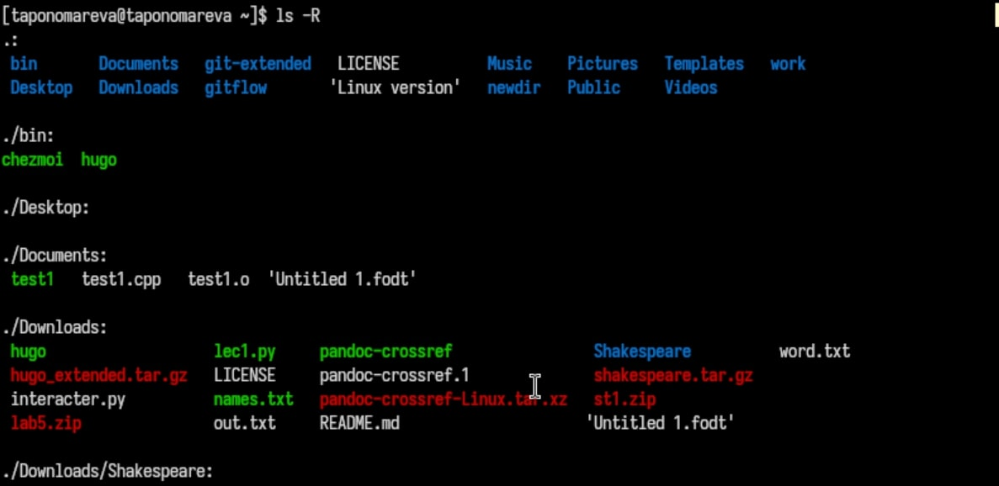 [taponomareva@taponomareva ~]$ ls -R
.:
bin Documents git-extended LICENSE Music Pictures Templates work
Desktop Downloads gitflow 'Linux version' newdir Public Videos
./bin:
chezmoi hugo
./Desktop:
./Documents:
test1 test1.cpp test1.o 'Untitled 1.fodt'
./Downloads:
hugo lec1.py pandoc-crossref Shakespeare word.txt
hugo_extended.tar.gz LICENSE pandoc-crossref.1 shakespeare.tar.gz
interacter.py names.txt pandoc-crossref-Linux.tar.xz st1.zip
lab5.zip out.txt README.md 'Untitled 1.fodt'
./Downloads/Shakespeare: